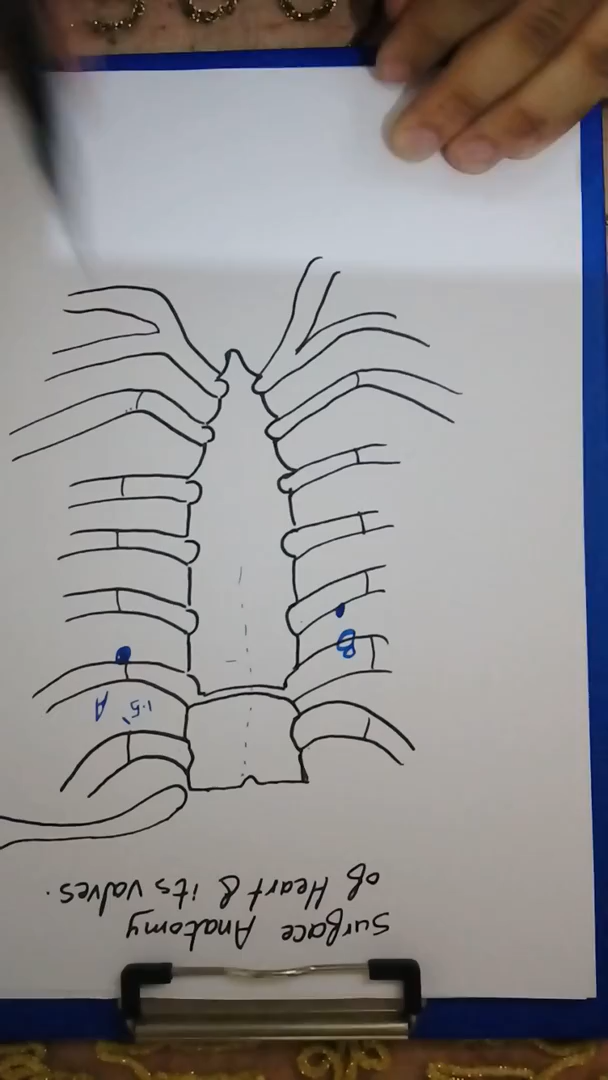 Surface Anatomy
of Heart & its valves.
1.5" A
B